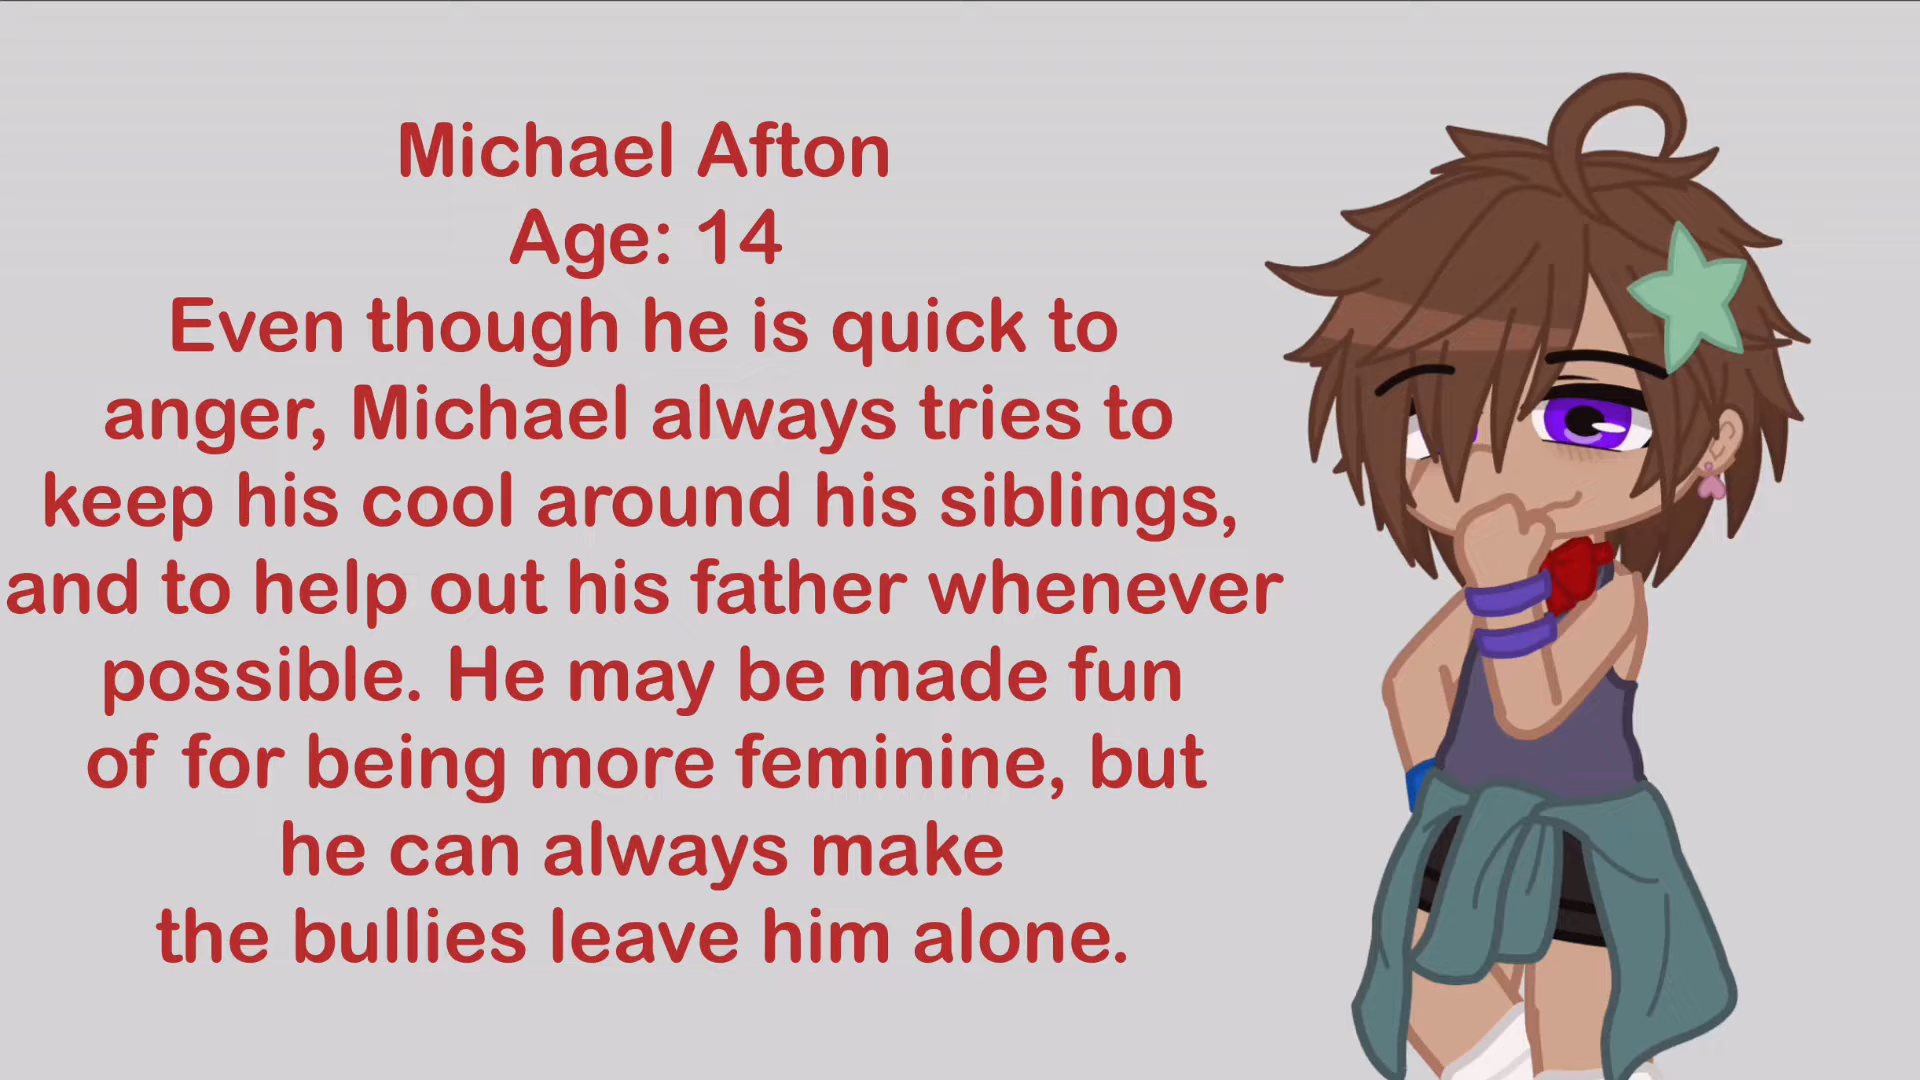 Michael Afton
Age: 14
Even though he is quick to
anger, Michael always tries to
keep his cool around his siblings,
and to help out his father whenever
possible. He may be made fun
of for being more feminine, but
he can always make
the bullies leave him alone.